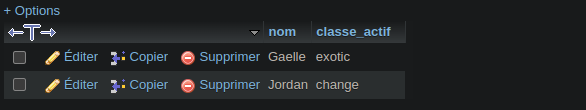 + Options
nom classe_actif
Éditer Copier Supprimer Gaelle exotic
Éditer Copier Supprimer Jordan change